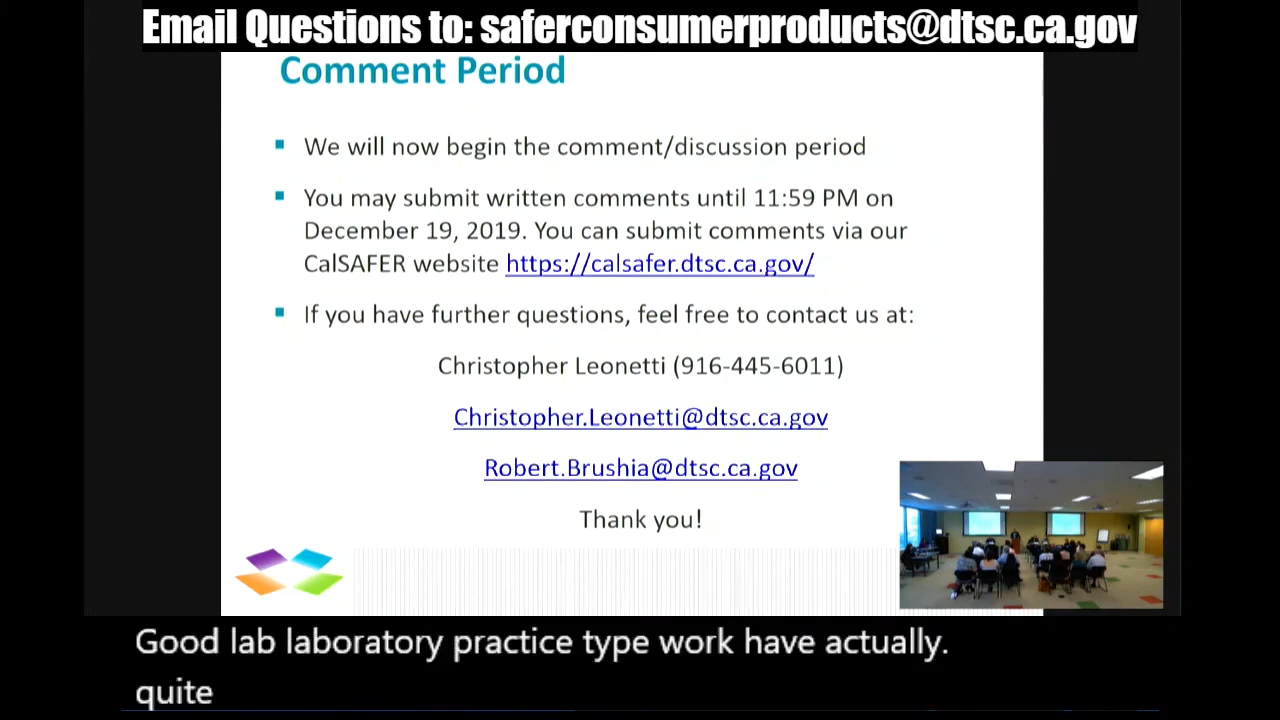 Email Questions to: saferconsumerproducts@dtsc.ca.gov
Comment Period
We will now begin the comment/discussion period
You may submit written comments until 11:59 PM on
December 19, 2019. You can submit comments via our
CalSAFER website https://calsafer.dtsc.ca.gov/
If you have further questions, feel free to contact us at:
Christopher Leonetti (916-445-6011)
Christopher.Leonetti@dtsc.ca.gov
Robert.Brushia@dtsc.ca.gov
Thank you!
Good lab laboratory practice type work have actually.
quite